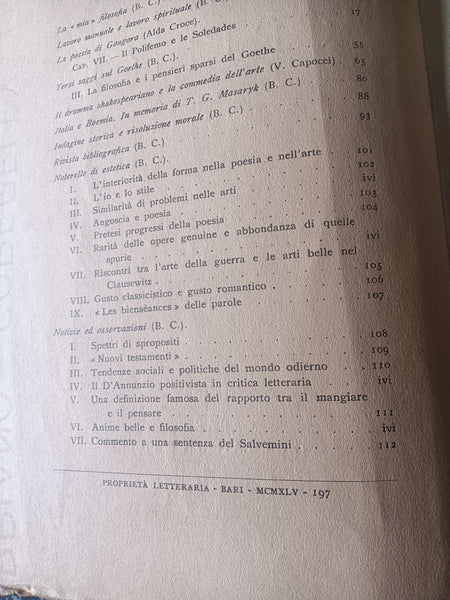 La « mia » filosofia (B. C.)
Lavoro manuale e lavoro spirituale (B. C.) . . 17
La poesia di Gongora (Alda Croce).
CAP. VII. — Il Polifemo e le Soledades
Terzi saggi sul Goethe (B. C.).
III. La filosofia e i pensieri sparsi del Goethe . 55
Il dramma shakespeariano e la commedia dell'arte (V. Capocci) . 65
Italia e Boemia. In memoria di T. G. Masaryk (B. C.) . . 80
Indagine storica e risoluzione morale (B. C.) . . . 88
Rivista bibliografica (B. C.) . . . 93
Noterelle di estetica (B. C.).
I. L'interiorità della forma nella poesia e nell'arte . 101
II. L'io e lo stile . . . 102
III. Similarità di problemi nelle arti . . . ivi
IV. Angoscia e poesia . . . 103
V. Pretesi progressi della poesia . . . 104
VI. Rarità delle opere genuine e abbondanza di quelle
spurie . . . ivi
VII. Riscontri tra l'arte della guerra e le arti belle nel
Clausewitz . . . 105
VIII. Gusto classicistico e gusto romantico . . . 106
IX. « Les bienséances » delle parole . . . 107
Notizie ed osservazioni (B. C.).
I. Spettri di spropositi . . . 108
II. « Nuovi testamenti » . . . 109
III. Tendenze sociali e politiche del mondo odierno . . 110
IV. Il D'Annunzio positivista in critica letteraria . . ivi
V. Una definizione famosa del rapporto tra il mangiare
e il pensare . . . 111
VI. Anime belle e filosofia . . . ivi
VII. Commento a una sentenza del Salvemini . . . 112
PROPRIETÀ LETTERARIA - BARI - MCMXLV - 197